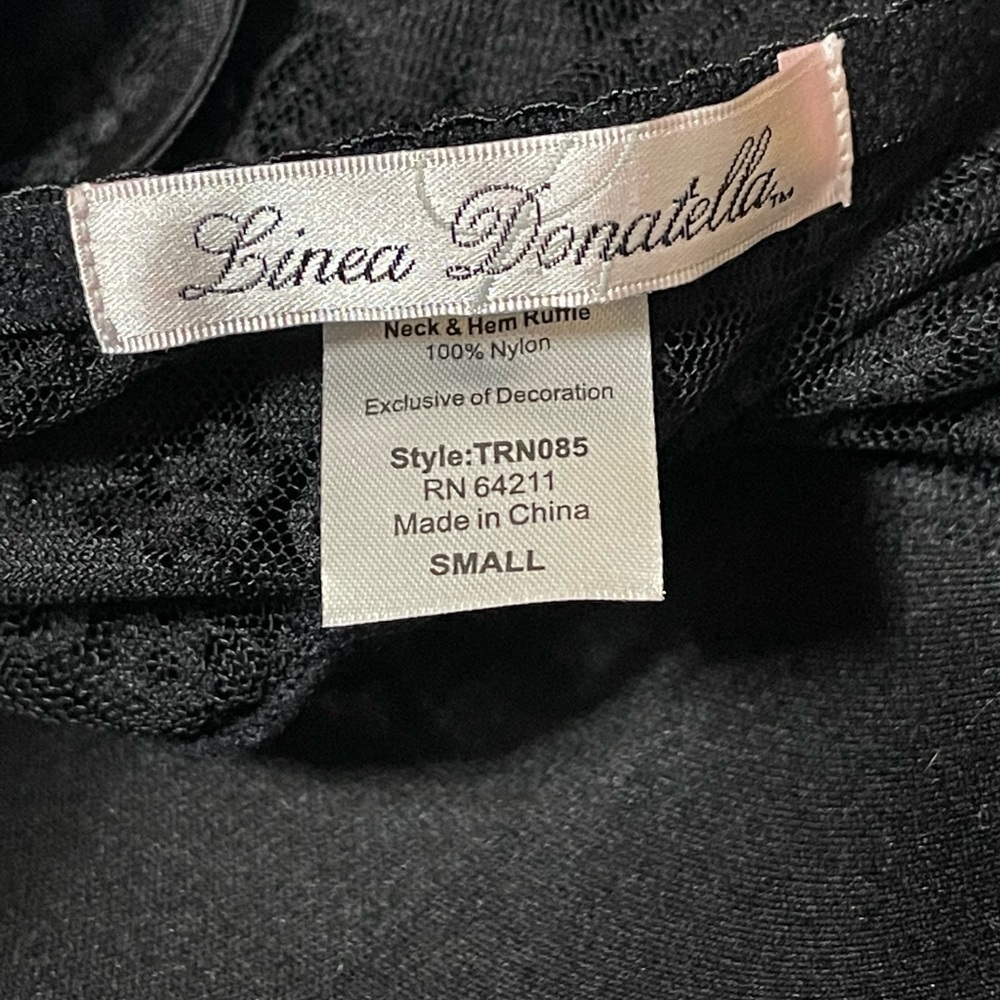 Linea Donatella™
Neck & Hem Ruffle
100% Nylon
Exclusive of Decoration
Style:TRN085
RN 64211
Made in China
SMALL